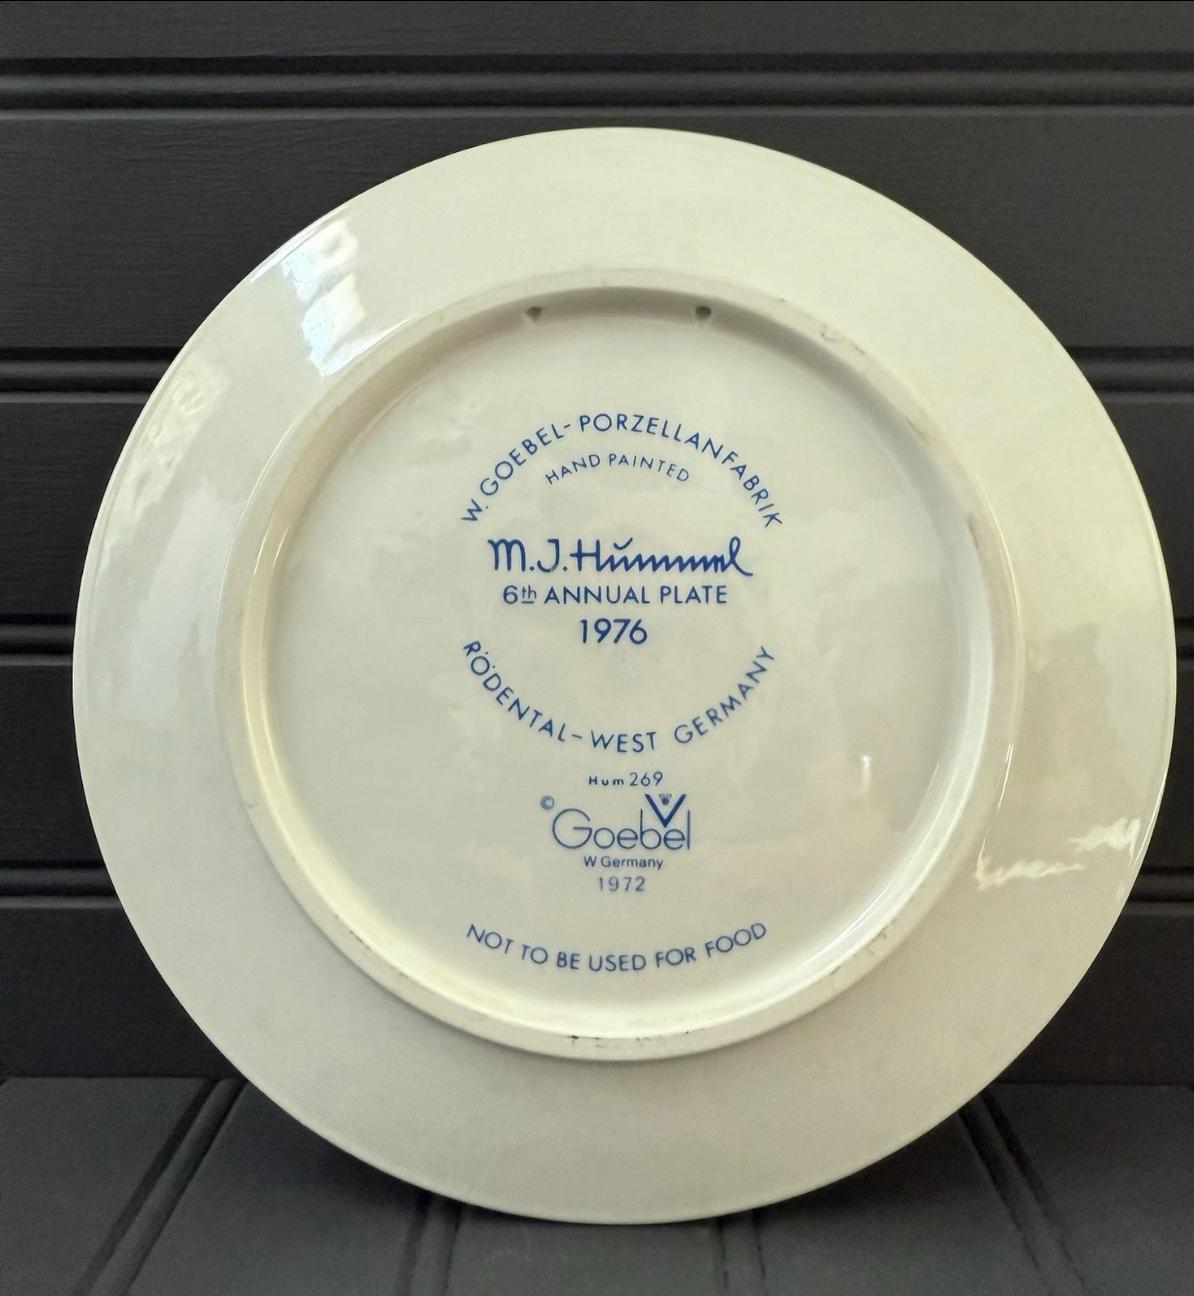 W. GOEBEL-PORZELLANFABRIK
HAND PAINTED
M.J.Hummel
6th ANNUAL PLATE
1976
RÖDENTAL-WEST GERMANY
Hum 269
© Goebel
W Germany
1972
NOT TO BE USED FOR FOOD